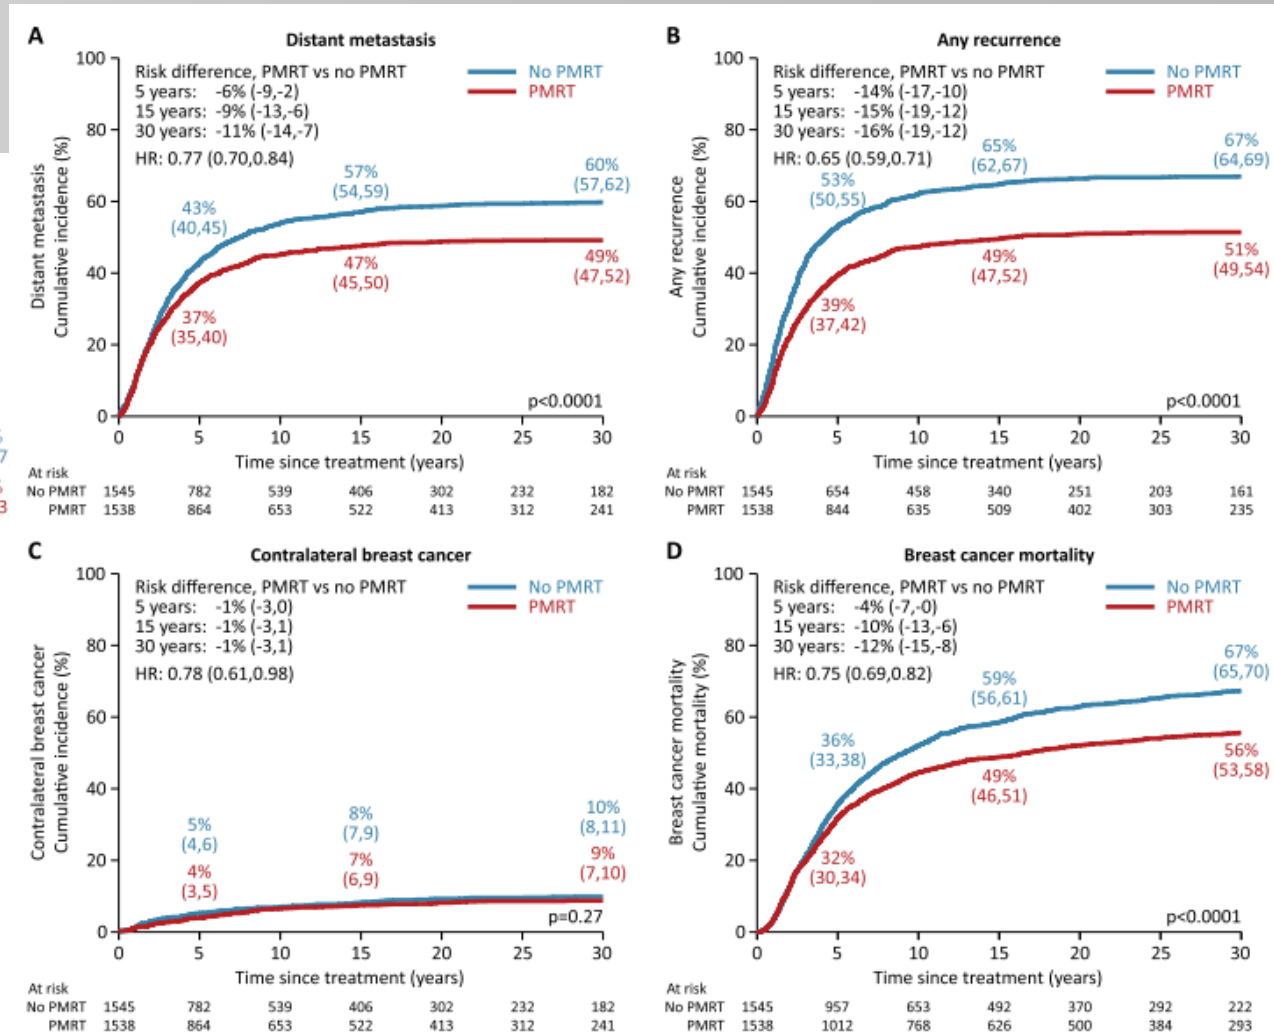 A
Distant metastasis
100
80
60
40
20
0
Distant metastasis
Cumulative incidence (%)
Risk difference, PMRT vs no PMRT
5 years: -6% (-9,-2)
15 years: -9% (-13,-6)
30 years: -11% (-14,-7)
HR: 0.77 (0.70,0.84)
No PMRT
PMRT
43%
(40,45)
57%
(54,59)
60%
(57,62)
37%
(35,40)
47%
(45,50)
49%
(47,52)
p<0.0001
0 5 10 15 20 25 30
Time since treatment (years)
At risk
No PMRT 1545 782 539 406 302 232 182
PMRT 1538 864 653 522 413 312 241
B
Any recurrence
100
80
60
40
20
0
Any recurrence
Cumulative incidence (%)
Risk difference, PMRT vs no PMRT
5 years: -14% (-17,-10)
15 years: -15% (-19,-12)
30 years: -16% (-19,-12)
HR: 0.65 (0.59,0.71)
No PMRT
PMRT
53%
(50,55)
65%
(62,67)
67%
(64,69)
39%
(37,42)
49%
(47,52)
51%
(49,54)
p<0.0001
0 5 10 15 20 25 30
Time since treatment (years)
At risk
No PMRT 1545 654 458 340 251 203 161
PMRT 1538 844 635 509 402 303 235
C
Contralateral breast cancer
100
80
60
40
20
0
Contralateral breast cancer
Cumulative incidence (%)
Risk difference, PMRT vs no PMRT
5 years: -1% (-3,0)
15 years: -1% (-3,1)
30 years: -1% (-3,1)
HR: 0.78 (0.61,0.98)
No PMRT
PMRT
5%
(4,6)
8%
(7,9)
10%
(8,11)
4%
(3,5)
7%
(6,9)
9%
(7,10)
p=0.27
0 5 10 15 20 25 30
Time since treatment (years)
At risk
No PMRT 1545 782 539 406 302 232 182
PMRT 1538 864 653 522 413 312 241
D
Breast cancer mortality
100
80
60
40
20
0
Breast cancer mortality
Cumulative mortality (%)
Risk difference, PMRT vs no PMRT
5 years: -4% (-7,-0)
15 years: -10% (-13,-6)
30 years: -12% (-15,-8)
HR: 0.75 (0.69,0.82)
No PMRT
PMRT
36%
(33,38)
59%
(56,61)
67%
(65,70)
32%
(30,34)
49%
(46,51)
56%
(53,58)
p<0.0001
0 5 10 15 20 25 30
Time since treatment (years)
At risk
No PMRT 1545 957 653 492 370 292 222
PMRT 1538 1012 768 626 500 384 293